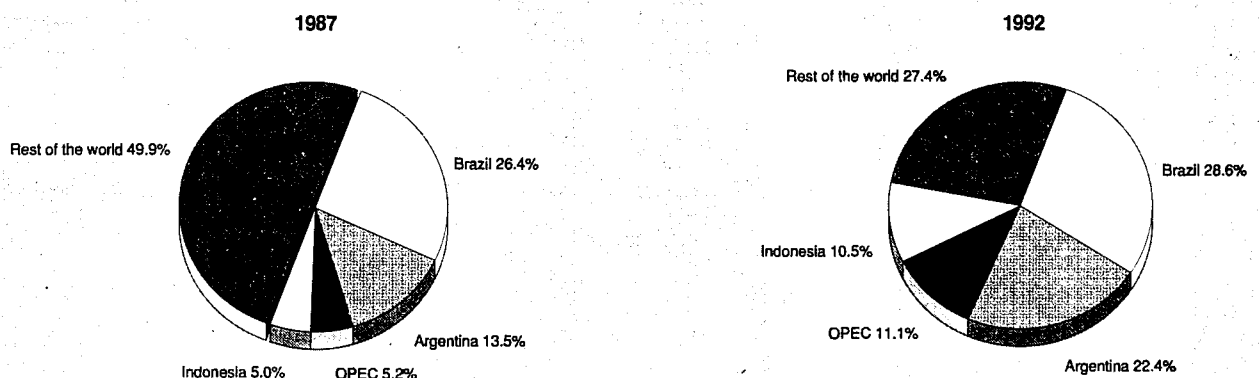 1987
Rest of the world 49.9%
Brazil 26.4%
Argentina 13.5%
OPEC 5.2%
Indonesia 5.0%
1992
Rest of the world 27.4%
Brazil 28.6%
Indonesia 10.5%
OPEC 11.1%
Argentina 22.4%